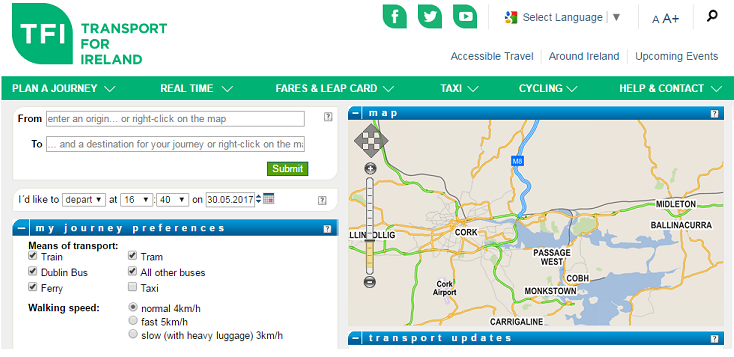 TFI
TRANSPORT
FOR
IRELAND
Select Language ▼
A A+
Accessible Travel Around Ireland Upcoming Events
PLAN A JOURNEY REAL TIME FARES & LEAP CARD TAXI CYCLING HELP & CONTACT
From enter an origin... or right-click on the map ?
To ... and a destination for your journey or right-click on the ma
Submit
I'd like to depart at 16 : 40 on 30.05.2017 ?
my journey preferences ?
Means of transport:
Train Tram
Dublin Bus All other buses
Ferry Taxi
Walking speed: normal 4km/h
fast 5km/h
slow (with heavy luggage) 3km/h
map ?
M8
MIDLETON
BALLINACURRA
LLIN OLLIG
CORK
PASSAGE
WEST
COBH
Cork
Airport
MONKSTOWN
CARRIGALINE
transport updates ?